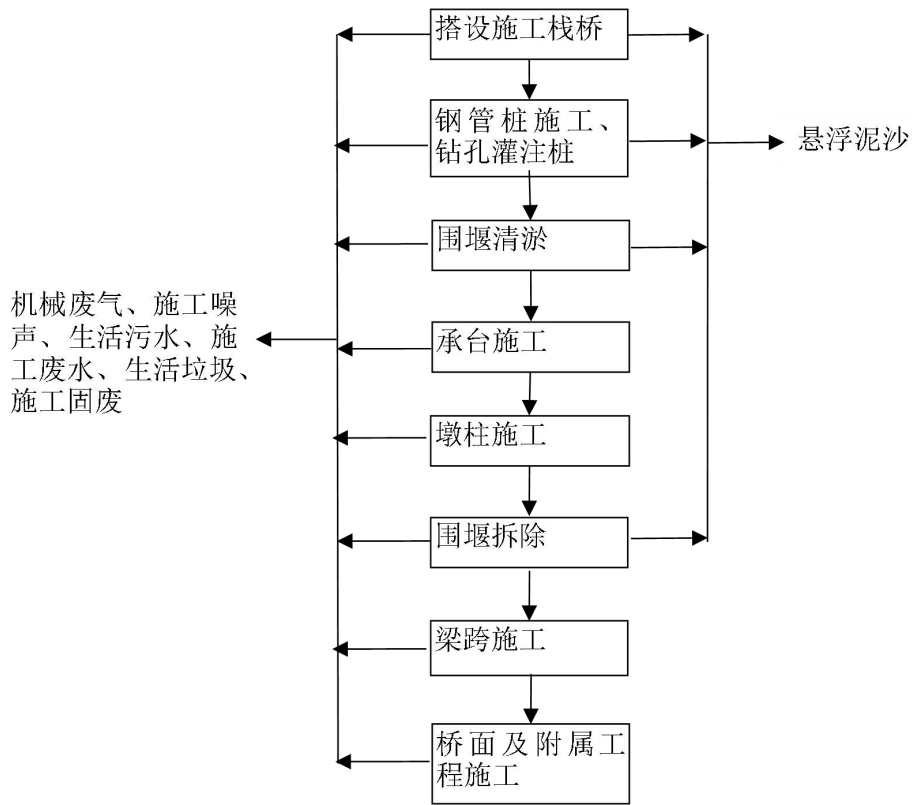 搭设施工栈桥
钢管桩施工、
钻孔灌注桩
悬浮泥沙
围堰清淤
机械废气、施工噪
声、生活污水、施
工废水、生活垃圾、
施工固废
承台施工
墩柱施工
围堰拆除
梁跨施工
桥面及附属工
程施工